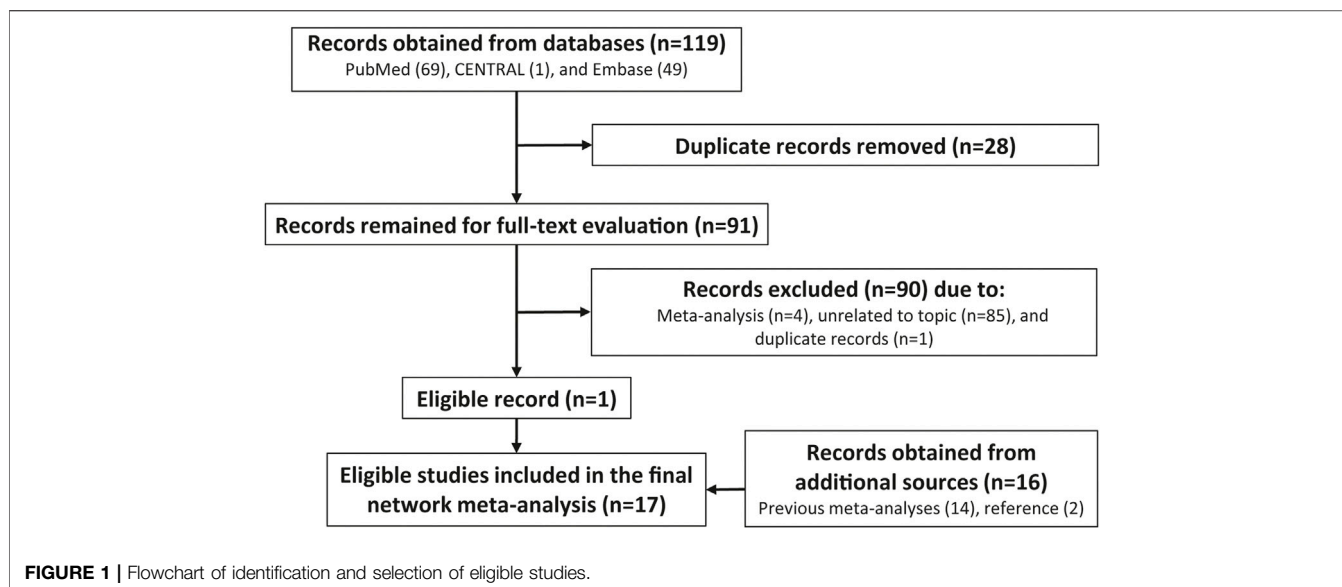 Records obtained from databases (n=119)
PubMed (69), CENTRAL (1), and Embase (49)
Duplicate records removed (n=28)
Records remained for full-text evaluation (n=91)
Records excluded (n=90) due to:
Meta-analysis (n=4), unrelated to topic (n=85), and
duplicate records (n=1)
Eligible record (n=1)
Eligible studies included in the final
network meta-analysis (n=17)
Records obtained from
additional sources (n=16)
Previous meta-analyses (14), reference (2)
FIGURE 1 | Flowchart of identification and selection of eligible studies.